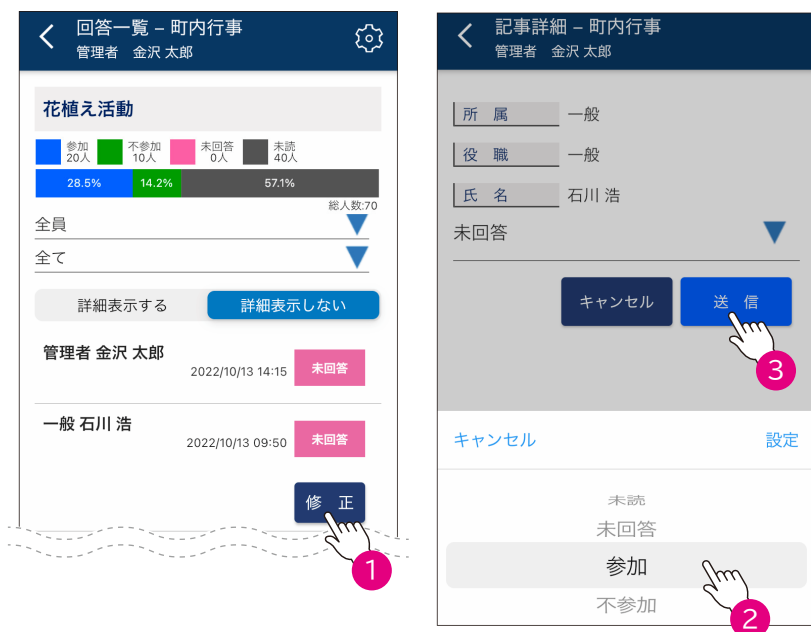 回答一覧 – 町内行事
管理者　金沢 太郎
花植え活動
参加
20人
不参加
10人
未回答
0人
未読
40人
28.5%
14.2%
57.1%
総人数:70
全員
全て
詳細表示する
詳細表示しない
管理者 金沢 太郎
2022/10/13 14:15
未回答
一般 石川 浩
2022/10/13 09:50
未回答
修　正
1
記事詳細 – 町内行事
管理者　金沢 太郎
所　属
一般
役　職
一般
氏　名
石川 浩
未回答
キャンセル
送　信
3
キャンセル
設定
未読
未回答
参加
不参加
2